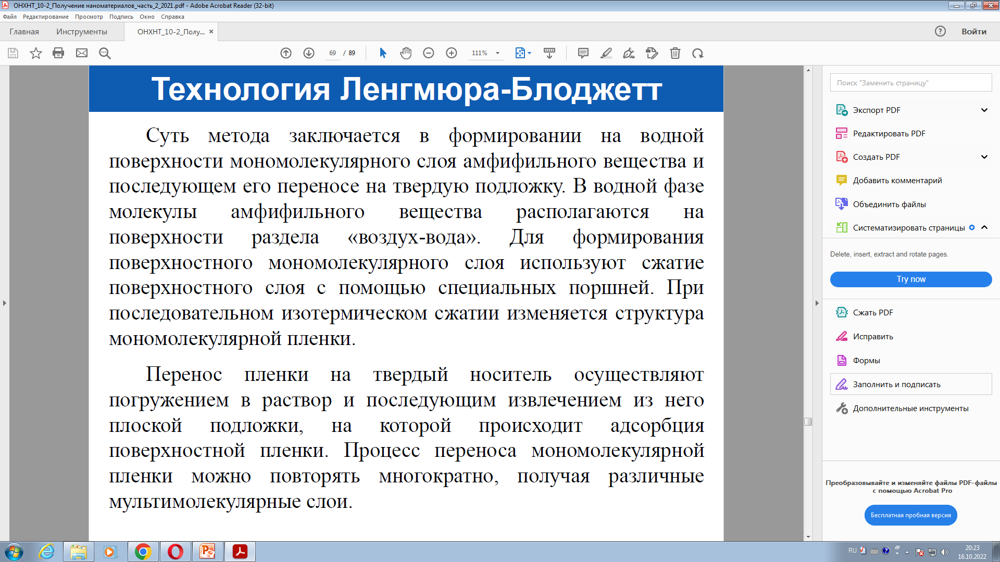 ОНХНТ_10-2_Получение наноматериалов_часть_2_2021.pdf - Adobe Acrobat Reader (32-bit)
Файл Редактирование Просмотр Подпись Окно Справка
Главная Инструменты ОНХНТ_10-2_Полу... × Войти
69 / 89 111%
Технология Ленгмюра-Блоджетт
Суть метода заключается в формировании на водной
поверхности мономолекулярного слоя амфифильного вещества и
последующем его переносе на твердую подложку. В водной фазе
молекулы амфифильного вещества располагаются на
поверхности раздела «воздух-вода». Для формирования
поверхностного мономолекулярного слоя используют сжатие
поверхностного слоя с помощью специальных поршней. При
последовательном изотермическом сжатии изменяется структура
мономолекулярной пленки.
Перенос пленки на твердый носитель осуществляют
погружением в раствор и последующим извлечением из него
плоской подложки, на которой происходит адсорбция
поверхностной пленки. Процесс переноса мономолекулярной
пленки можно повторять многократно, получая различные
мультимолекулярные слои.
Поиск "Заменить страницу"
Экспорт PDF
Редактировать PDF
Создать PDF
Добавить комментарий
Объединить файлы
Систематизировать страницы
Delete, insert, extract and rotate pages.
Try now
Сжать PDF
Исправить
Формы
Заполнить и подписать
Дополнительные инструменты
Преобразовывайте и изменяйте файлы PDF-файлы
с помощью Acrobat Pro
Бесплатная пробная версия
RU
20:23
16.10.2022